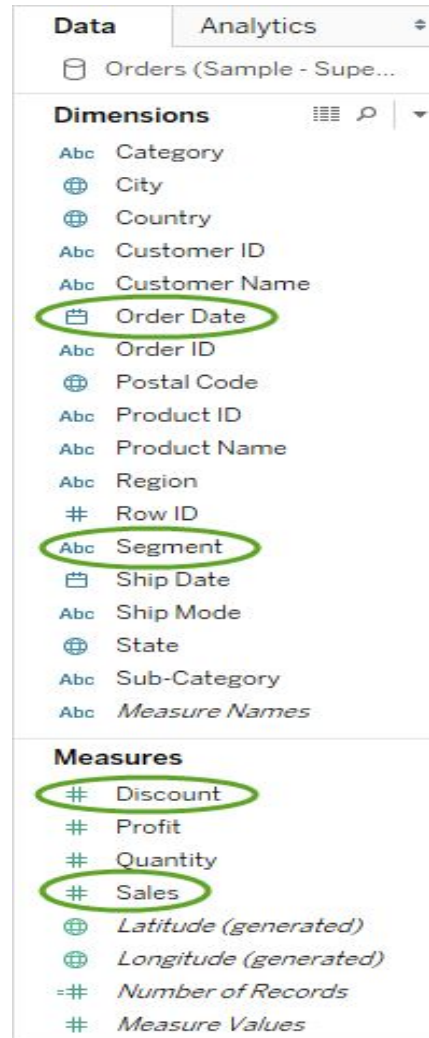 Data Analytics
Orders (Sample - Supe...
Dimensions
Abc Category
City
Country
Abc Customer ID
Abc Customer Name
Order Date
Abc Order ID
Postal Code
Abc Product ID
Abc Product Name
Abc Region
# Row ID
Abc Segment
Ship Date
Abc Ship Mode
State
Abc Sub-Category
Abc Measure Names
Measures
# Discount
# Profit
# Quantity
# Sales
Latitude (generated)
Longitude (generated)
=# Number of Records
# Measure Values